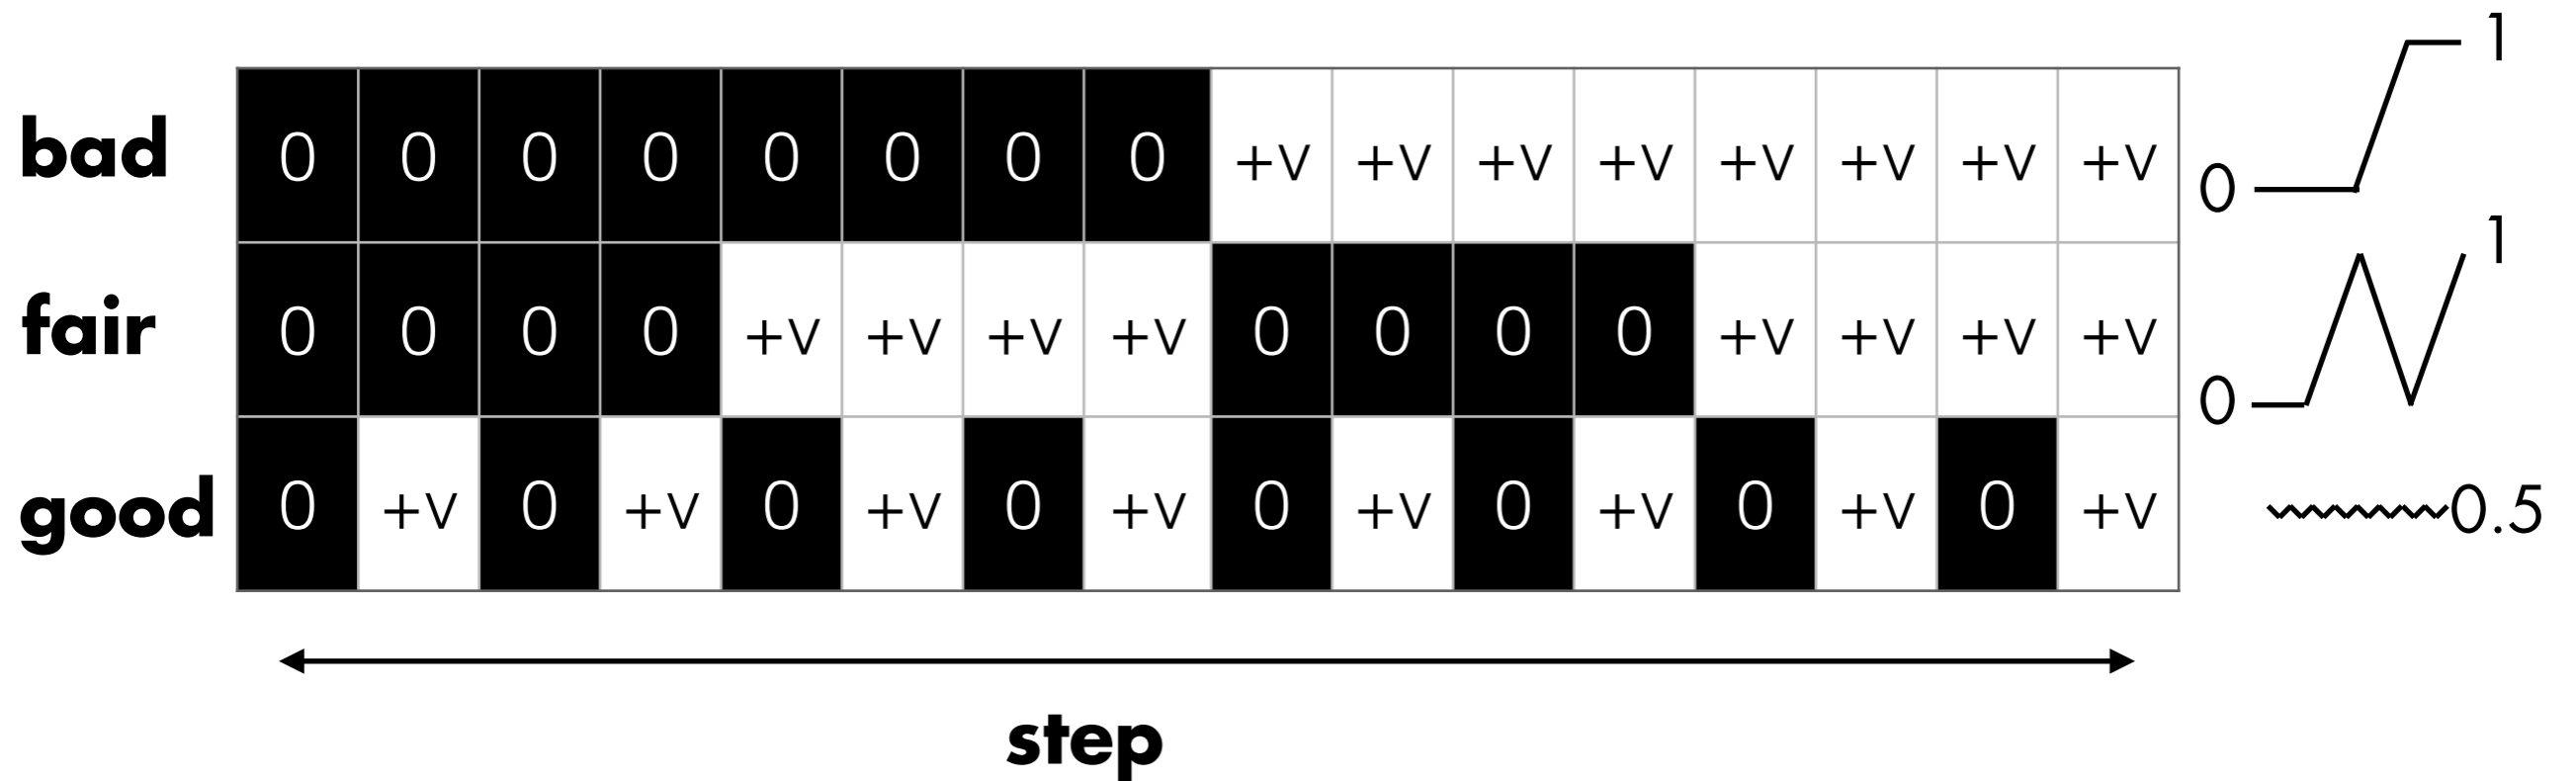 1
bad 0 0 0 0 0 0 0 0 +V +V +V +V +V +V +V +V 0
1
fair 0 0 0 0 +V +V +V +V 0 0 0 0 +V +V +V +V 0
good 0 +V 0 +V 0 +V 0 +V 0 +V 0 +V 0 +V 0 +V 0.5
step